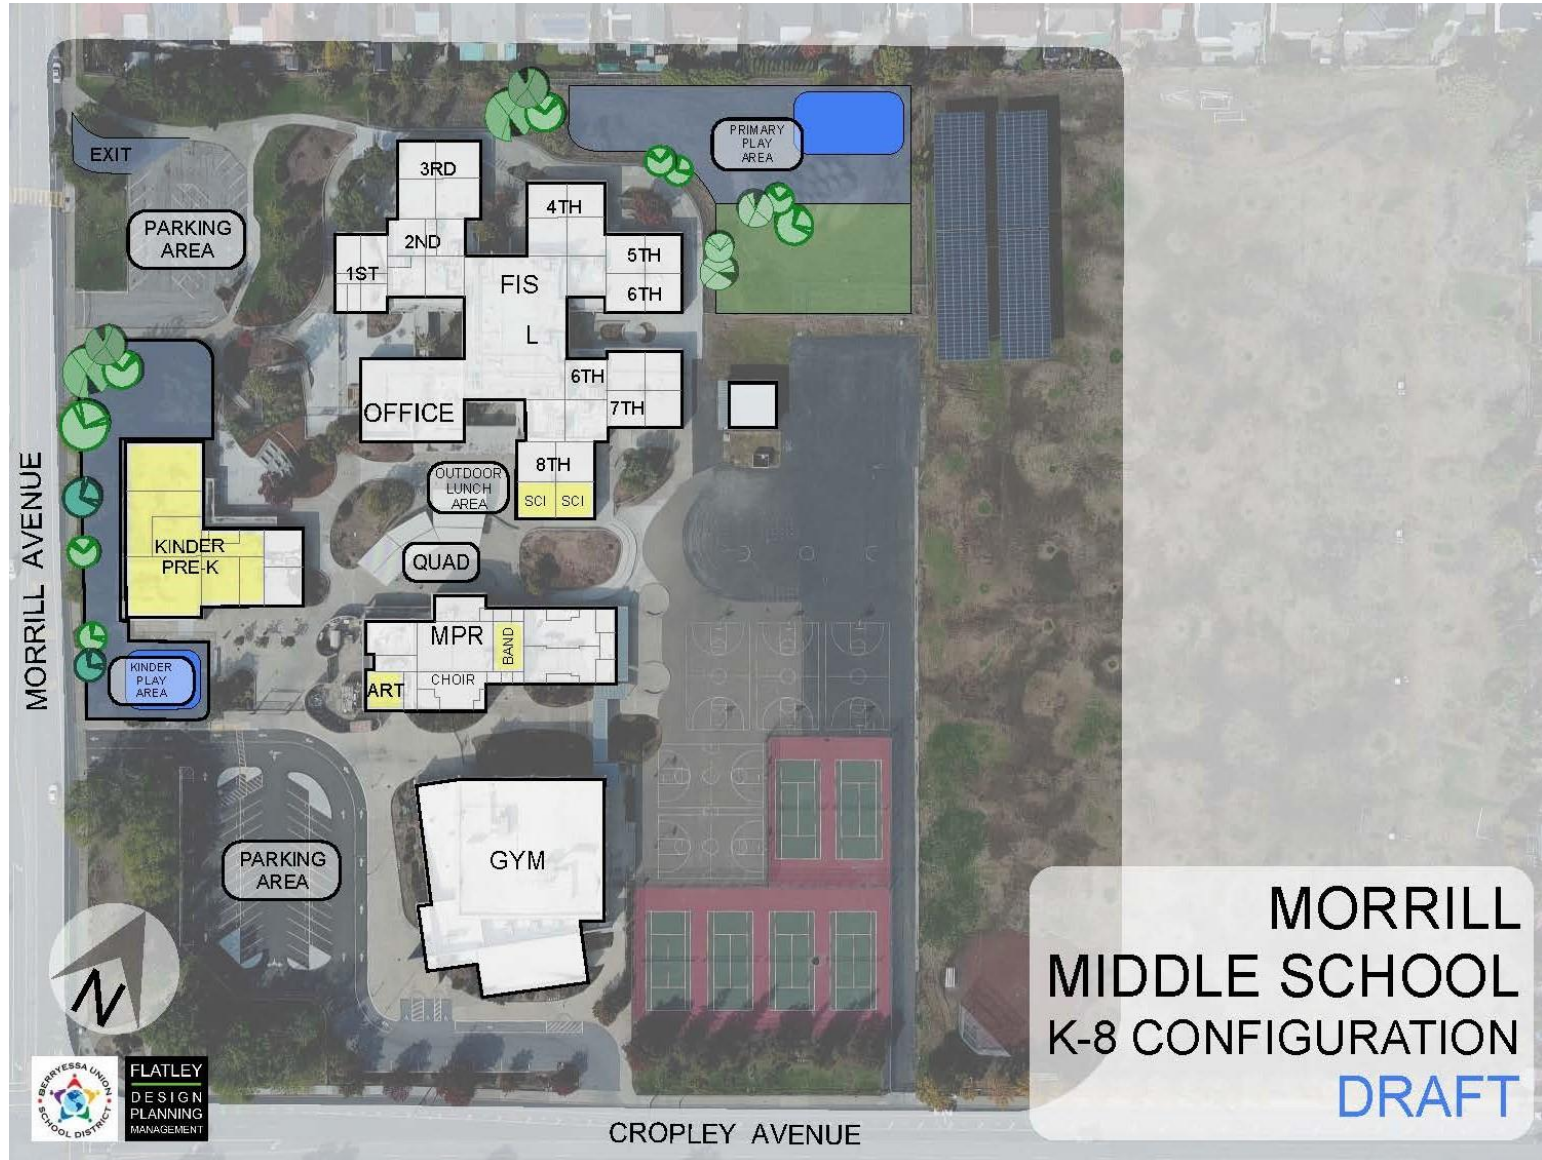 EXIT
PARKING
AREA
3RD
2ND
1ST
4TH
5TH
6TH
FIS
L
PRIMARY
PLAY
AREA
6TH
7TH
OFFICE
8TH
SCI SCI
OUTDOOR
LUNCH
AREA
QUAD
KINDER
PRE-K
MPR
BAND
CHOIR
ART
KINDER
PLAY
AREA
MORRILL AVENUE
GYM
PARKING
AREA
N
BERRYESSA UNION
SCHOOL DISTRICT
FLATLEY
DESIGN
PLANNING
MANAGEMENT
CROPLEY AVENUE
MORRILL
MIDDLE SCHOOL
K-8 CONFIGURATION
DRAFT